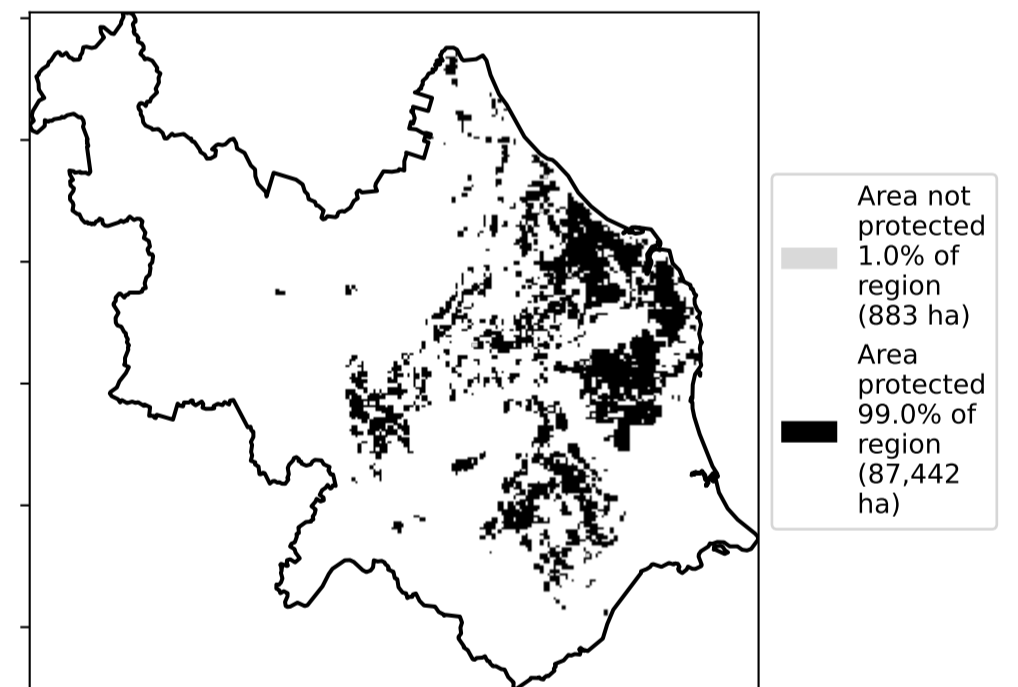 Area not
protected
1.0% of
region
(883 ha)
Area
protected
99.0% of
region
(87,442
ha)